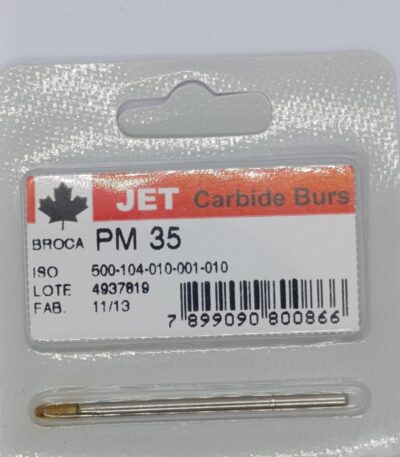 JET Carbide Burs
BROCA PM 35
ISO 500-104-010-001-010
LOTE 4937919
FAB. 11/13
7 899090 800866